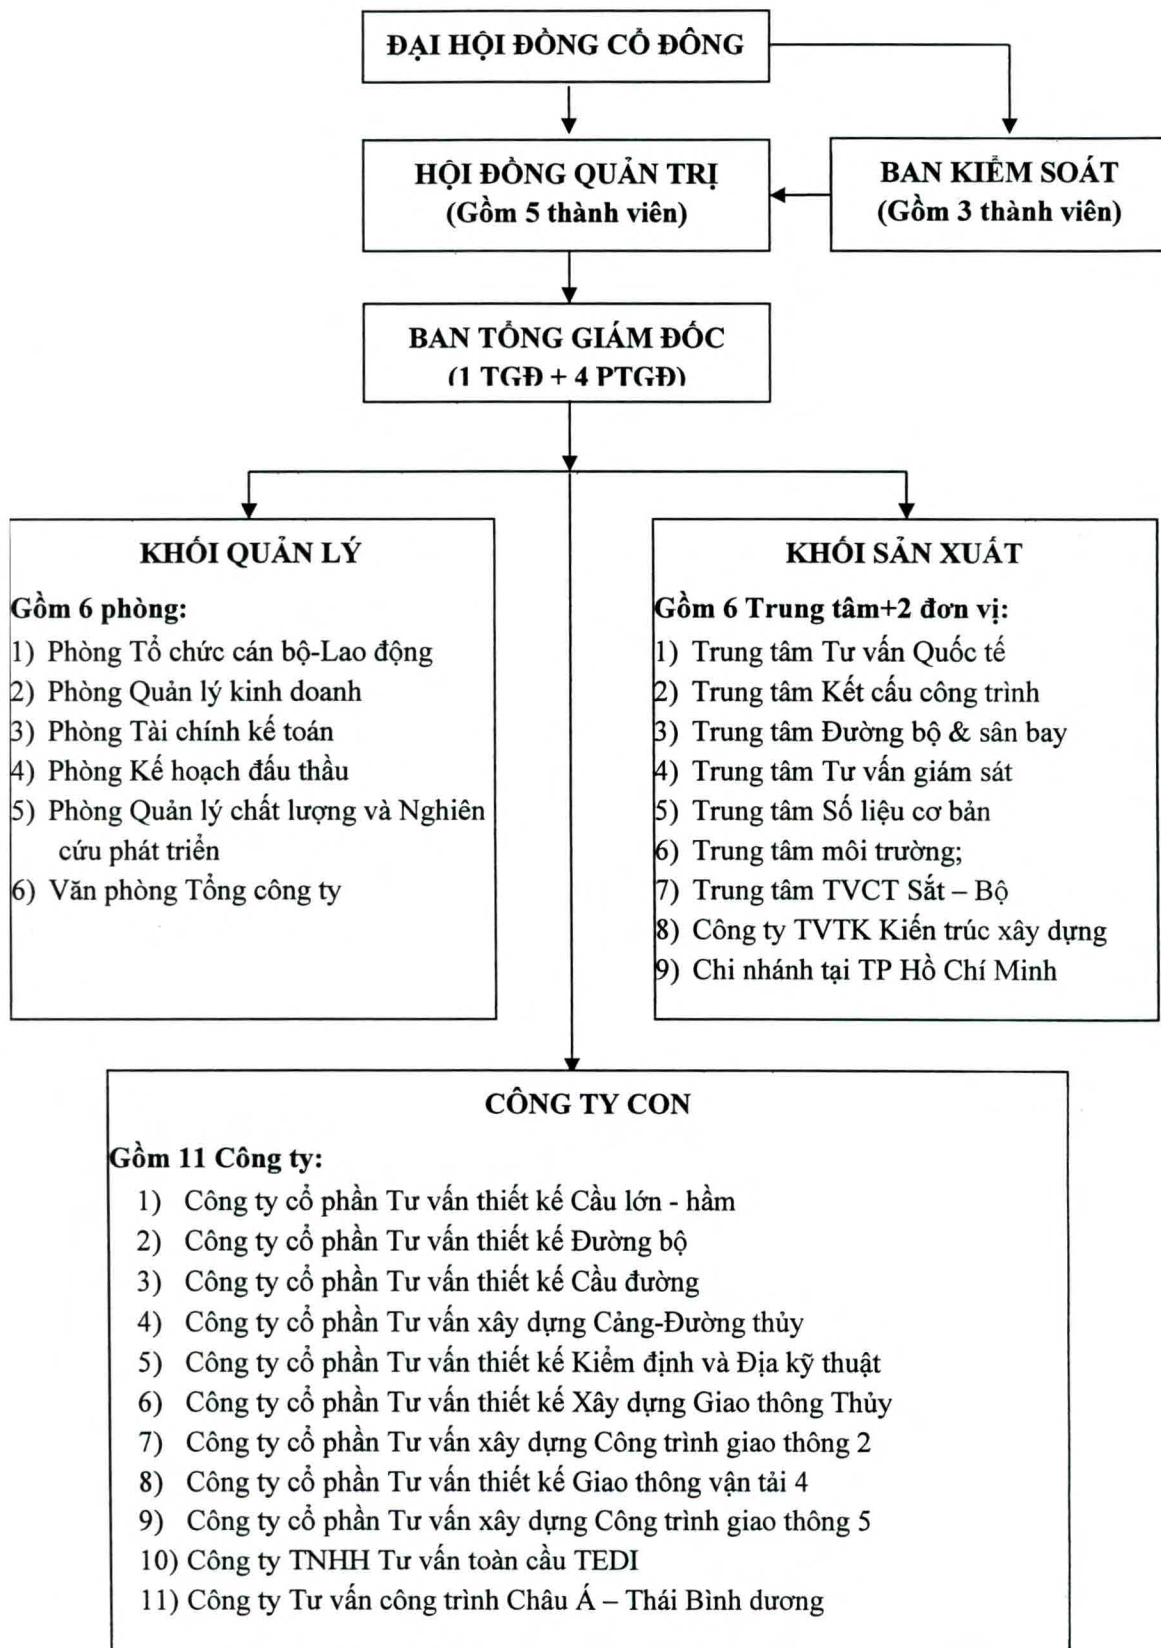 ĐẠI HỘI ĐỒNG CỔ ĐÔNG
HỘI ĐỒNG QUẢN TRỊ
(Gồm 5 thành viên)
BAN KIỂM SOÁT
(Gồm 3 thành viên)
BAN TỔNG GIÁM ĐỐC
(1 TGĐ + 4 PTGĐ)
KHỐI QUẢN LÝ
Gồm 6 phòng:
1) Phòng Tổ chức cán bộ-Lao động
2) Phòng Quản lý kinh doanh
3) Phòng Tài chính kế toán
4) Phòng Kế hoạch đấu thầu
5) Phòng Quản lý chất lượng và Nghiên
cứu phát triển
6) Văn phòng Tổng công ty
KHỐI SẢN XUẤT
Gồm 6 Trung tâm+2 đơn vị:
1) Trung tâm Tư vấn Quốc tế
2) Trung tâm Kết cấu công trình
3) Trung tâm Đường bộ & sân bay
4) Trung tâm Tư vấn giám sát
5) Trung tâm Số liệu cơ bản
6) Trung tâm môi trường;
7) Trung tâm TVCT Sắt – Bộ
8) Công ty TVTK Kiến trúc xây dựng
9) Chi nhánh tại TP Hồ Chí Minh
CÔNG TY CON
Gồm 11 Công ty:
1) Công ty cổ phần Tư vấn thiết kế Cầu lớn - hầm
2) Công ty cổ phần Tư vấn thiết kế Đường bộ
3) Công ty cổ phần Tư vấn thiết kế Cầu đường
4) Công ty cổ phần Tư vấn xây dựng Cảng-Đường thủy
5) Công ty cổ phần Tư vấn thiết kế Kiểm định và Địa kỹ thuật
6) Công ty cổ phần Tư vấn thiết kế Xây dựng Giao thông Thủy
7) Công ty cổ phần Tư vấn xây dựng Công trình giao thông 2
8) Công ty cổ phần Tư vấn thiết kế Giao thông vận tải 4
9) Công ty cổ phần Tư vấn xây dựng Công trình giao thông 5
10) Công ty TNHH Tư vấn toàn cầu TEDI
11) Công ty Tư vấn công trình Châu Á – Thái Bình dương